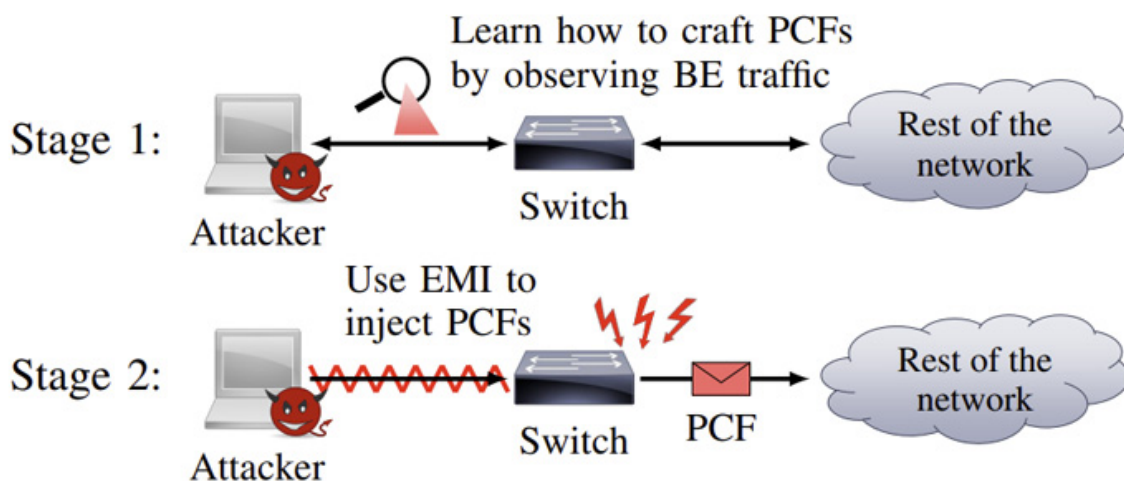 Learn how to craft PCFs
by observing BE traffic
Stage 1:
Attacker
Switch
Rest of the
network
Use EMI to
inject PCFs
Stage 2:
Attacker
Switch
PCF
Rest of the
network